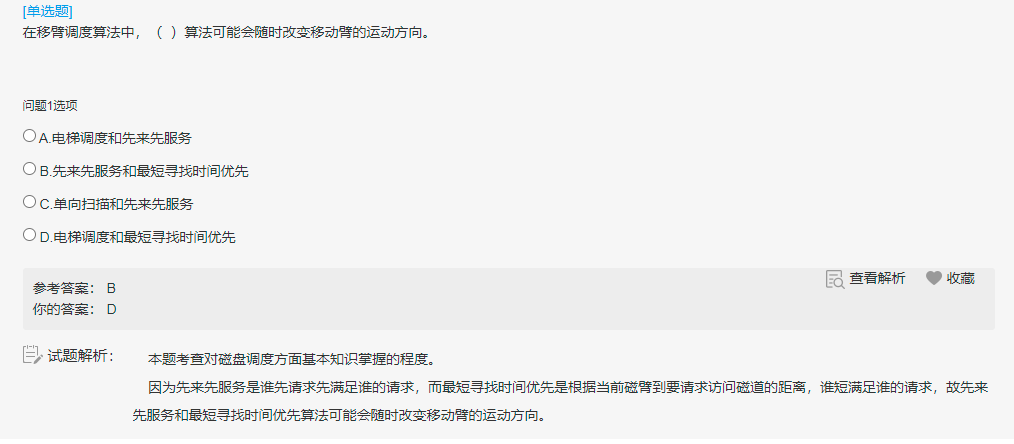 [单选题]
在移臂调度算法中，（ ）算法可能会随时改变移动臂的运动方向。
问题1选项
A.电梯调度和先来先服务
B.先来先服务和最短寻找时间优先
C.单向扫描和先来先服务
D.电梯调度和最短寻找时间优先
查看解析 收藏
参考答案： B
你的答案： D
试题解析： 本题考查对磁盘调度方面基本知识掌握的程度。
因为先来先服务是谁先请求先满足谁的请求，而最短寻找时间优先是根据当前磁臂到要请求访问磁道的距离，谁短满足谁的请求，故先来
先服务和最短寻找时间优先算法可能会随时改变移动臂的运动方向。